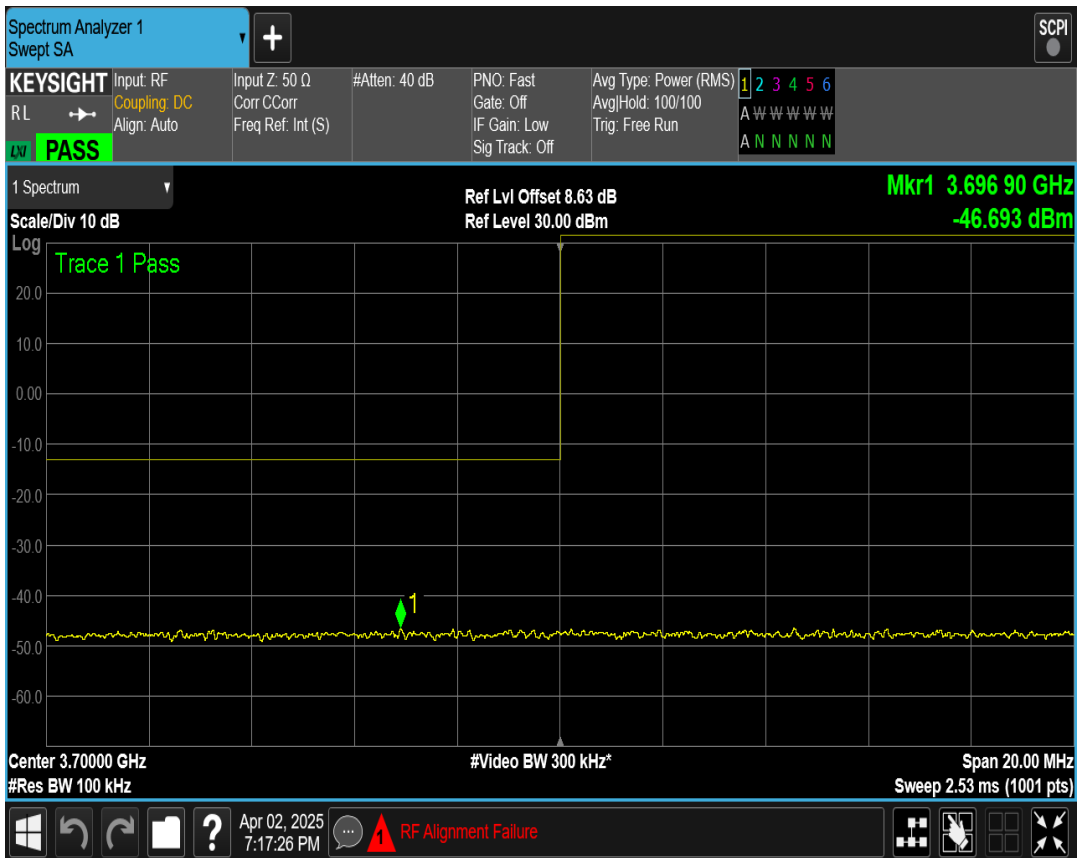 Spectrum Analyzer 1
Swept SA
+
SCPI
KEYSIGHT
RL
LXI PASS
Input: RF
Coupling: DC
Align: Auto
Input Z: 50 Ω
Corr CCorr
Freq Ref: Int (S)
#Atten: 40 dB
PNO: Fast
Gate: Off
IF Gain: Low
Sig Track: Off
Avg Type: Power (RMS)
Avg|Hold: 100/100
Trig: Free Run
1 2 3 4 5 6
A W W W W W
A N N N N N
1 Spectrum
Scale/Div 10 dB
Log
Ref Lvl Offset 8.63 dB
Ref Level 30.00 dBm
Mkr1 3.696 90 GHz
-46.693 dBm
Trace 1 Pass
20.0
10.0
0.00
-10.0
-20.0
-30.0
-40.0
1
-50.0
-60.0
Center 3.70000 GHz
#Res BW 100 kHz
#Video BW 300 kHz*
Span 20.00 MHz
Sweep 2.53 ms (1001 pts)
?
Apr 02, 2025
7:17:26 PM
1
RF Alignment Failure